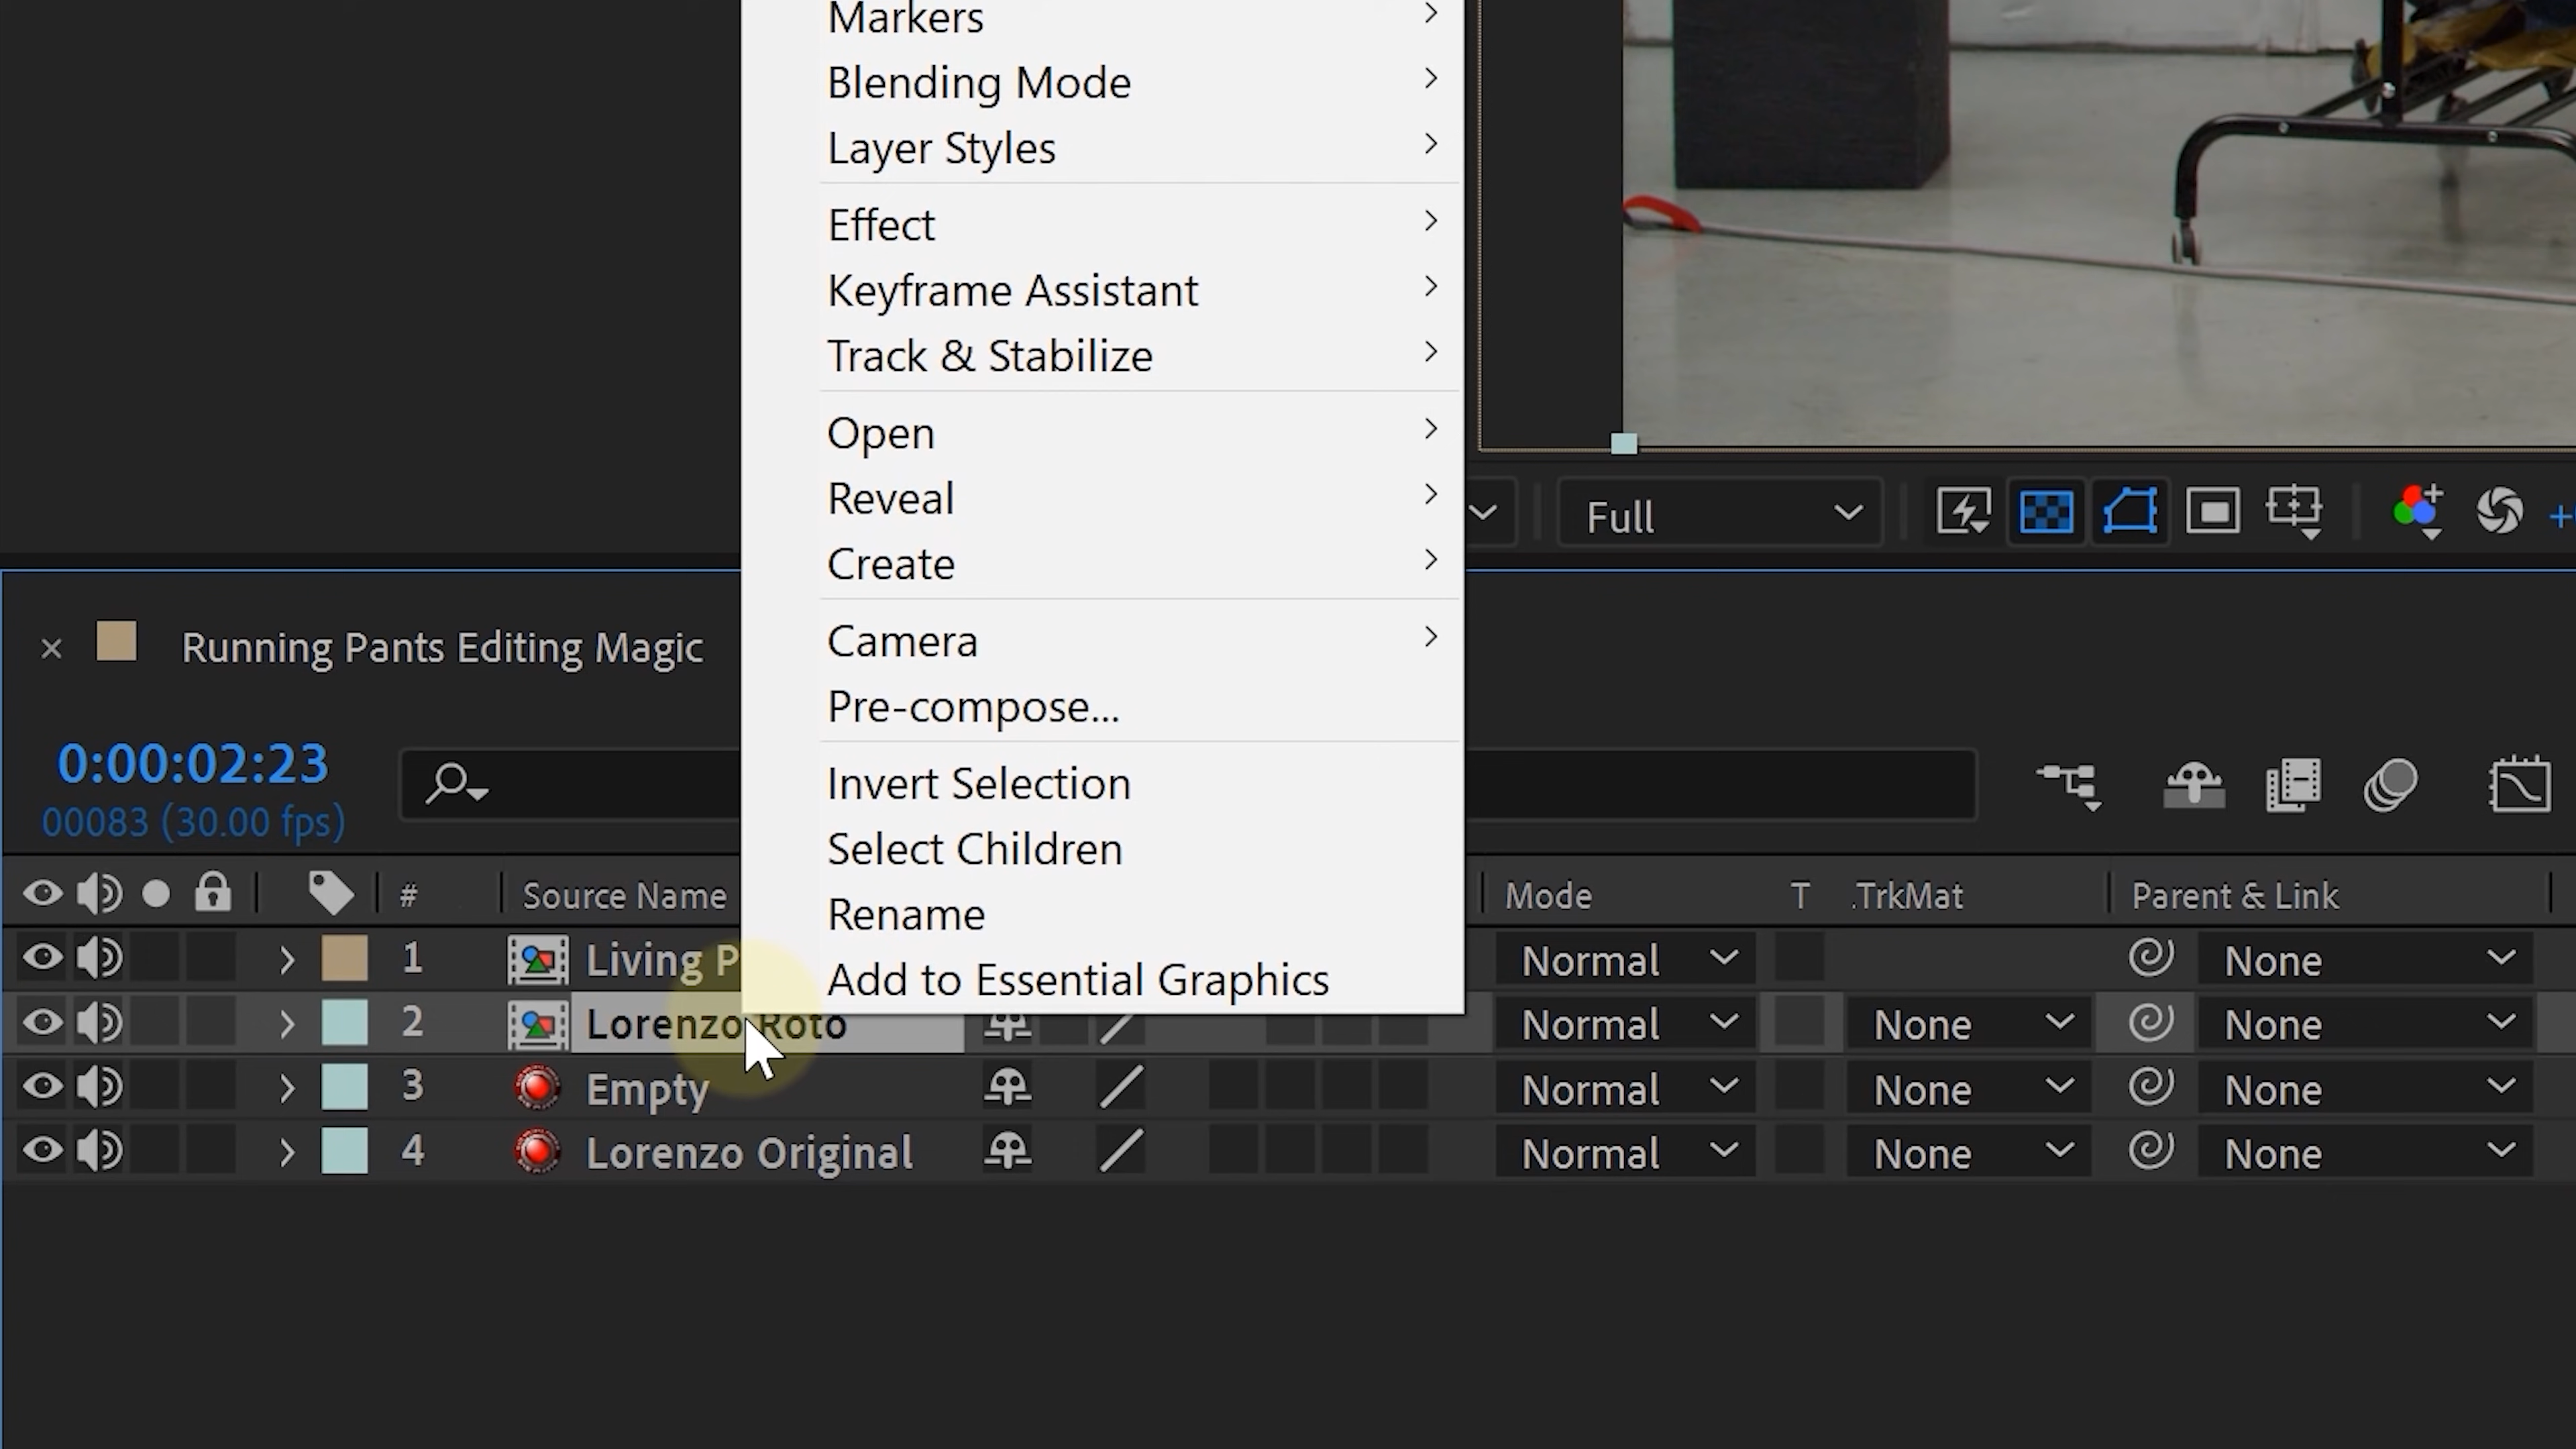 Markers
Blending Mode
Layer Styles
Effect
Keyframe Assistant
Track & Stabilize
Open
Reveal
Create
Camera
Pre-compose...
Invert Selection
Select Children
Rename
Add to Essential Graphics
Full
Running Pants Editing Magic
0:00:02:23
00083 (30.00 fps)
# Source Name Mode T .TrkMat Parent & Link
1 Living P Normal None
2 Lorenzo Roto Normal None None
3 Empty Normal None None
4 Lorenzo Original Normal None None